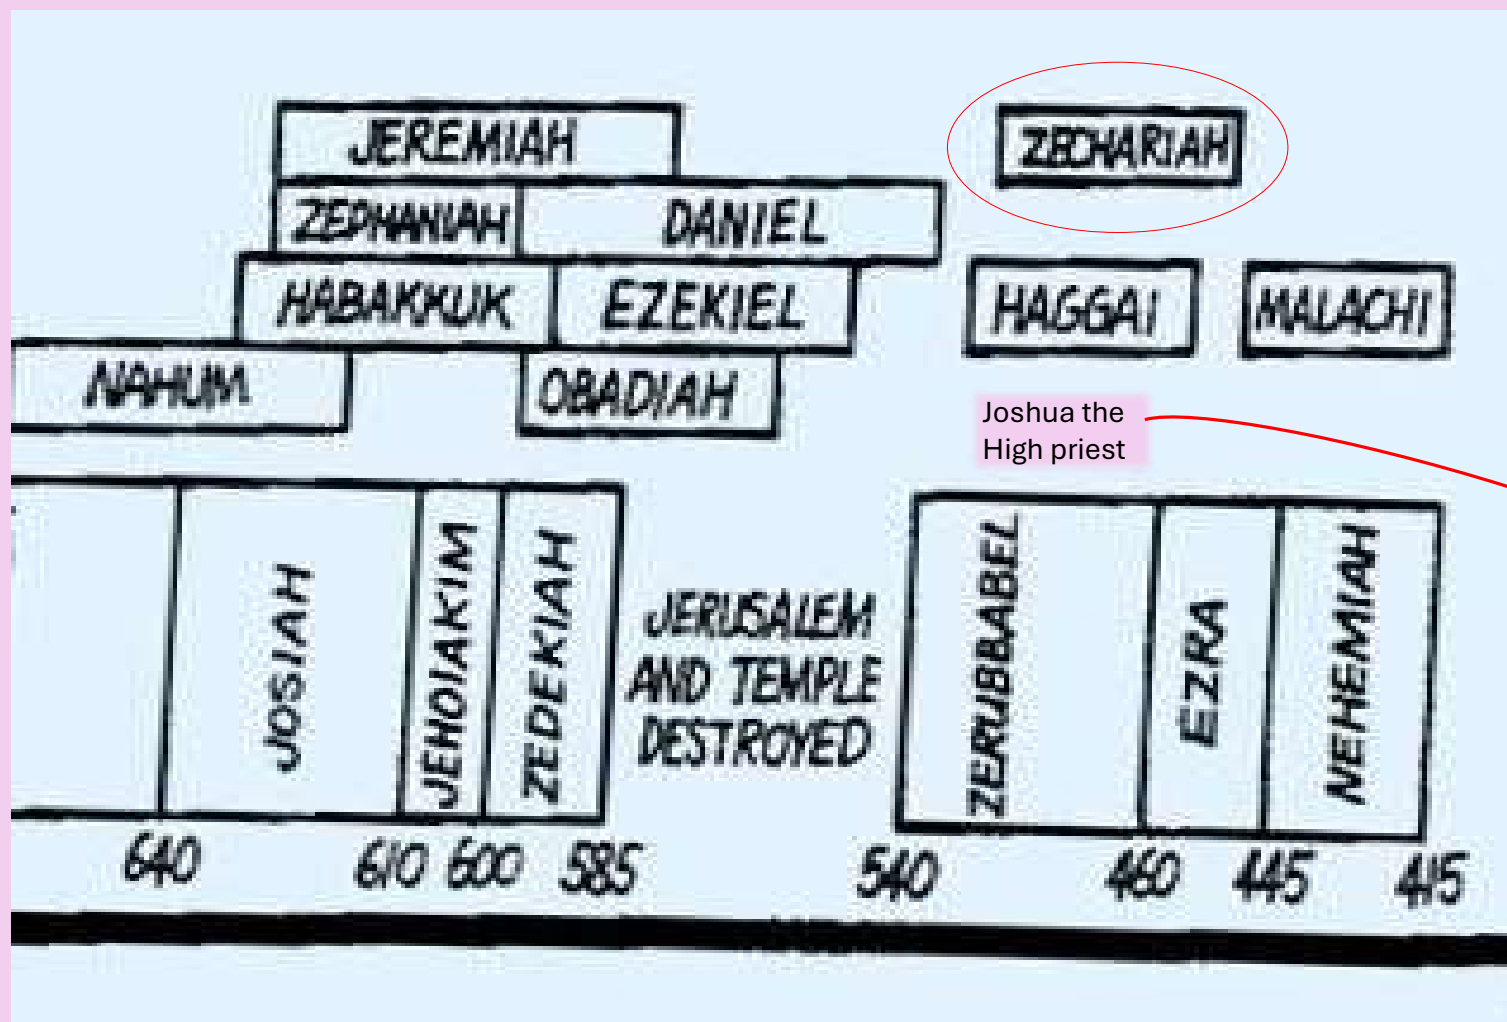 JEREMIAH
ZECHARIAH
ZEPHANIAH
DANIEL
HABAKKUK
EZEKIEL
HAGGAI
MALACHI
NAHUM
OBADIAH
Joshua the
High priest
JOSIAH
JEHOIAKIM
ZEDEKIAH
JERUSALEM
AND TEMPLE
DESTROYED
ZERUBBABEL
EZRA
NEHEMIAH
640
610
600
585
540
460
445
415